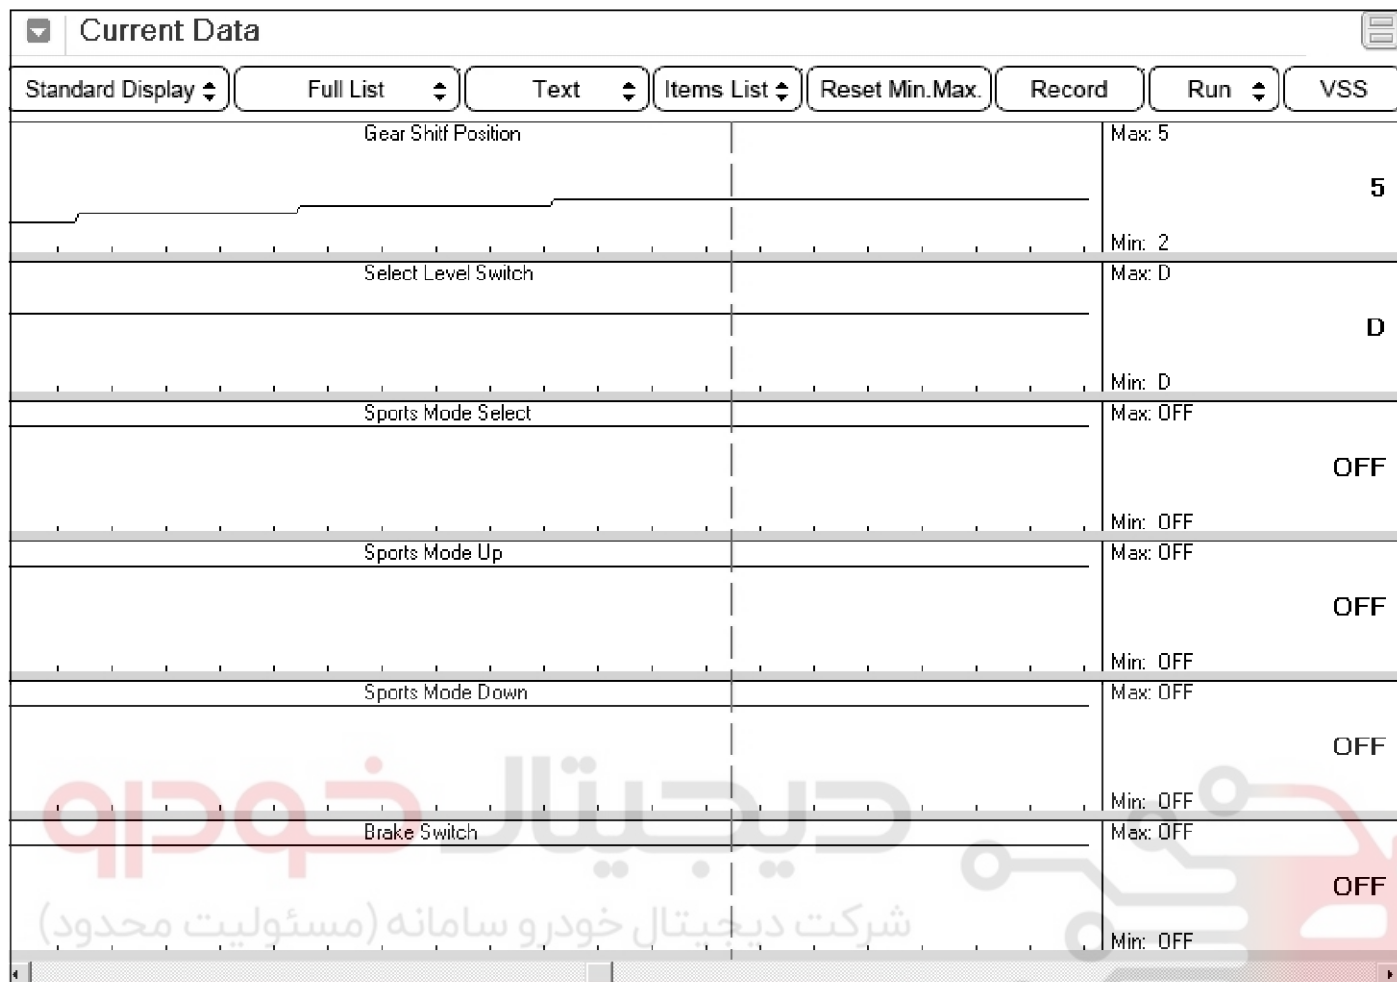 Current Data
Standard Display Full List Text Items List Reset Min.Max. Record Run VSS
Gear Shitf Position Max: 5
5
Min: 2
Select Level Switch Max: D
D
Min: D
Sports Mode Select Max: OFF
OFF
Min: OFF
Sports Mode Up Max: OFF
OFF
Min: OFF
Sports Mode Down Max: OFF
OFF
Min: OFF
دیجیتال خودرو
Brake Switch Max: OFF
OFF
شرکت دیجیتال خودرو سامانه (مسئولیت محدود)
Min: OFF